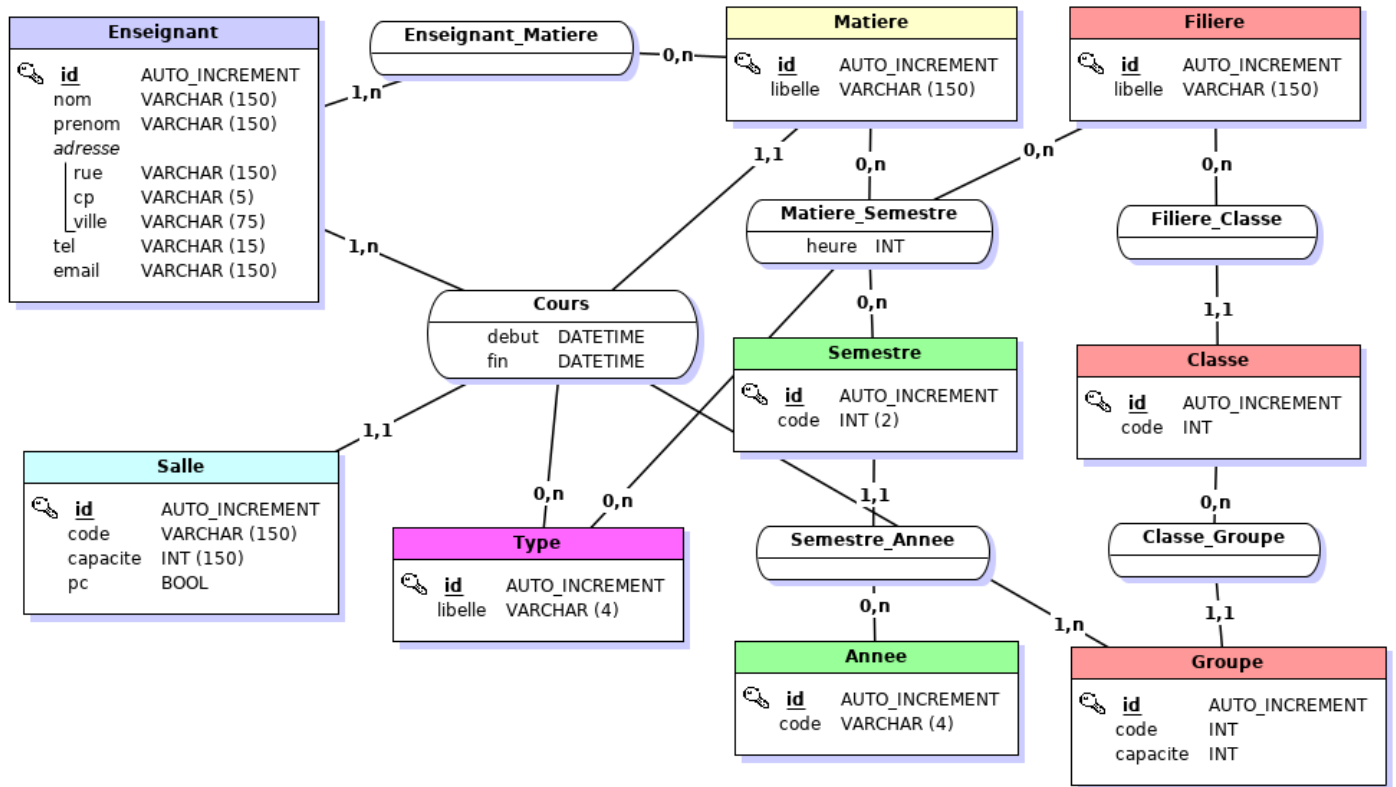 Enseignant
id AUTO_INCREMENT
nom VARCHAR (150)
prenom VARCHAR (150)
adresse
rue VARCHAR (150)
cp VARCHAR (5)
ville VARCHAR (75)
tel VARCHAR (15)
email VARCHAR (150)
Enseignant_Matiere
1,n
0,n
Matiere
id AUTO_INCREMENT
libelle VARCHAR (150)
Filiere
id AUTO_INCREMENT
libelle VARCHAR (150)
1,1
0,n
0,n
0,n
Matiere_Semestre
heure INT
Filiere_Classe
1,n
Cours
debut DATETIME
fin DATETIME
0,n
1,1
Semestre
id AUTO_INCREMENT
code INT (2)
Classe
id AUTO_INCREMENT
code INT
1,1
Salle
id AUTO_INCREMENT
code VARCHAR (150)
capacite INT (150)
pc BOOL
0,n
0,n
1,1
0,n
Type
id AUTO_INCREMENT
libelle VARCHAR (4)
Semestre_Annee
Classe_Groupe
0,n
1,n
1,1
Annee
id AUTO_INCREMENT
code VARCHAR (4)
Groupe
id AUTO_INCREMENT
code INT
capacite INT